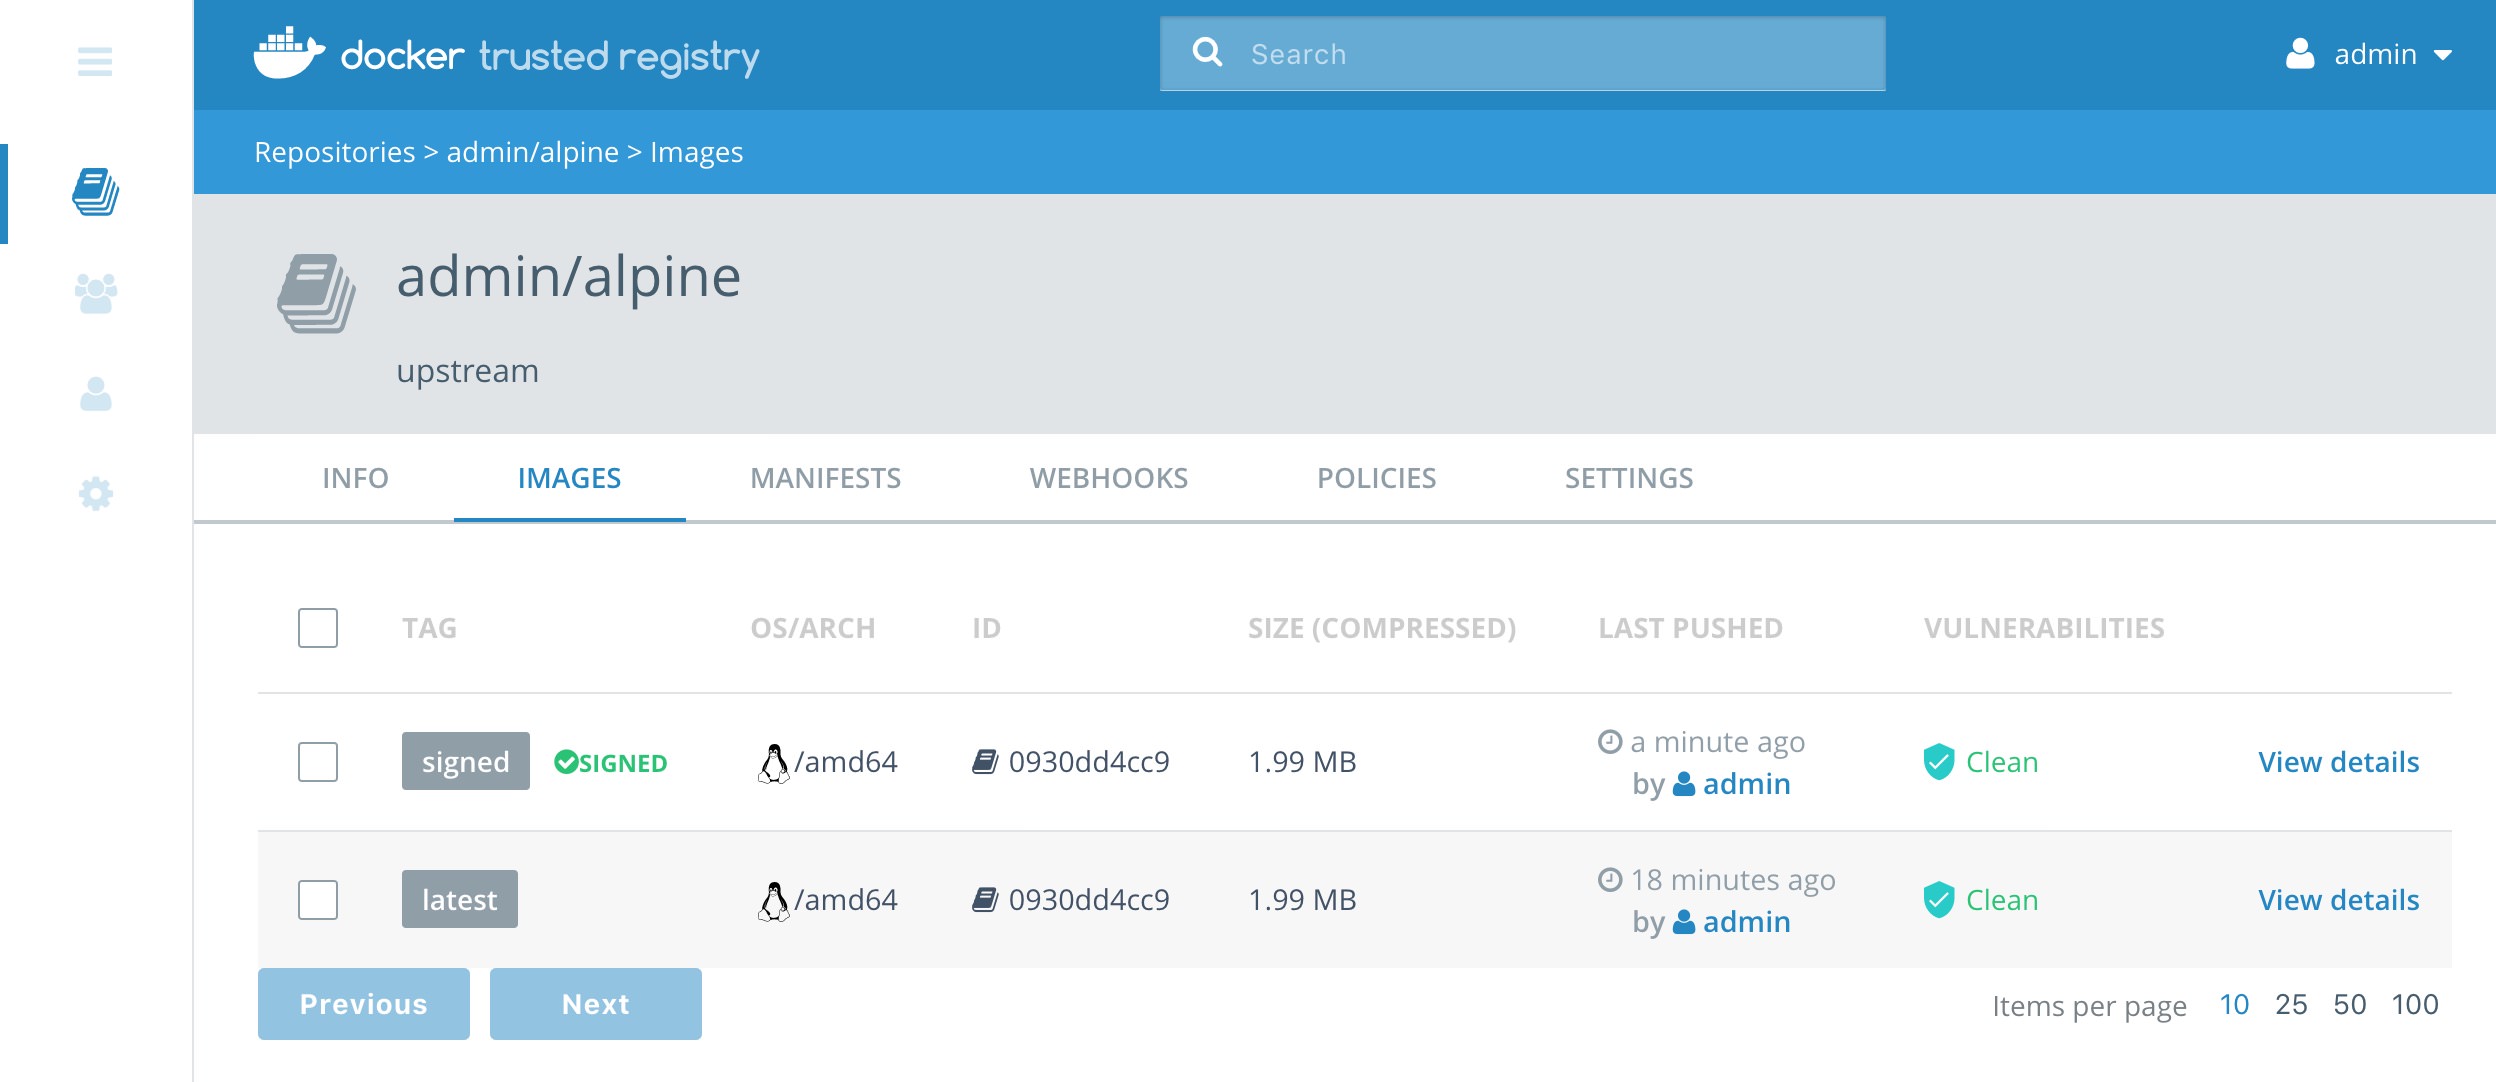 docker trusted registry
Search
admin
Repositories > admin/alpine > Images
admin/alpine
upstream
INFO IMAGES MANIFESTS WEBHOOKS POLICIES SETTINGS
TAG OS/ARCH ID SIZE (COMPRESSED) LAST PUSHED VULNERABILITIES
signed SIGNED /amd64 0930dd4cc9 1.99 MB a minute ago by admin Clean View details
latest /amd64 0930dd4cc9 1.99 MB 18 minutes ago by admin Clean View details
Previous Next Items per page 10 25 50 100